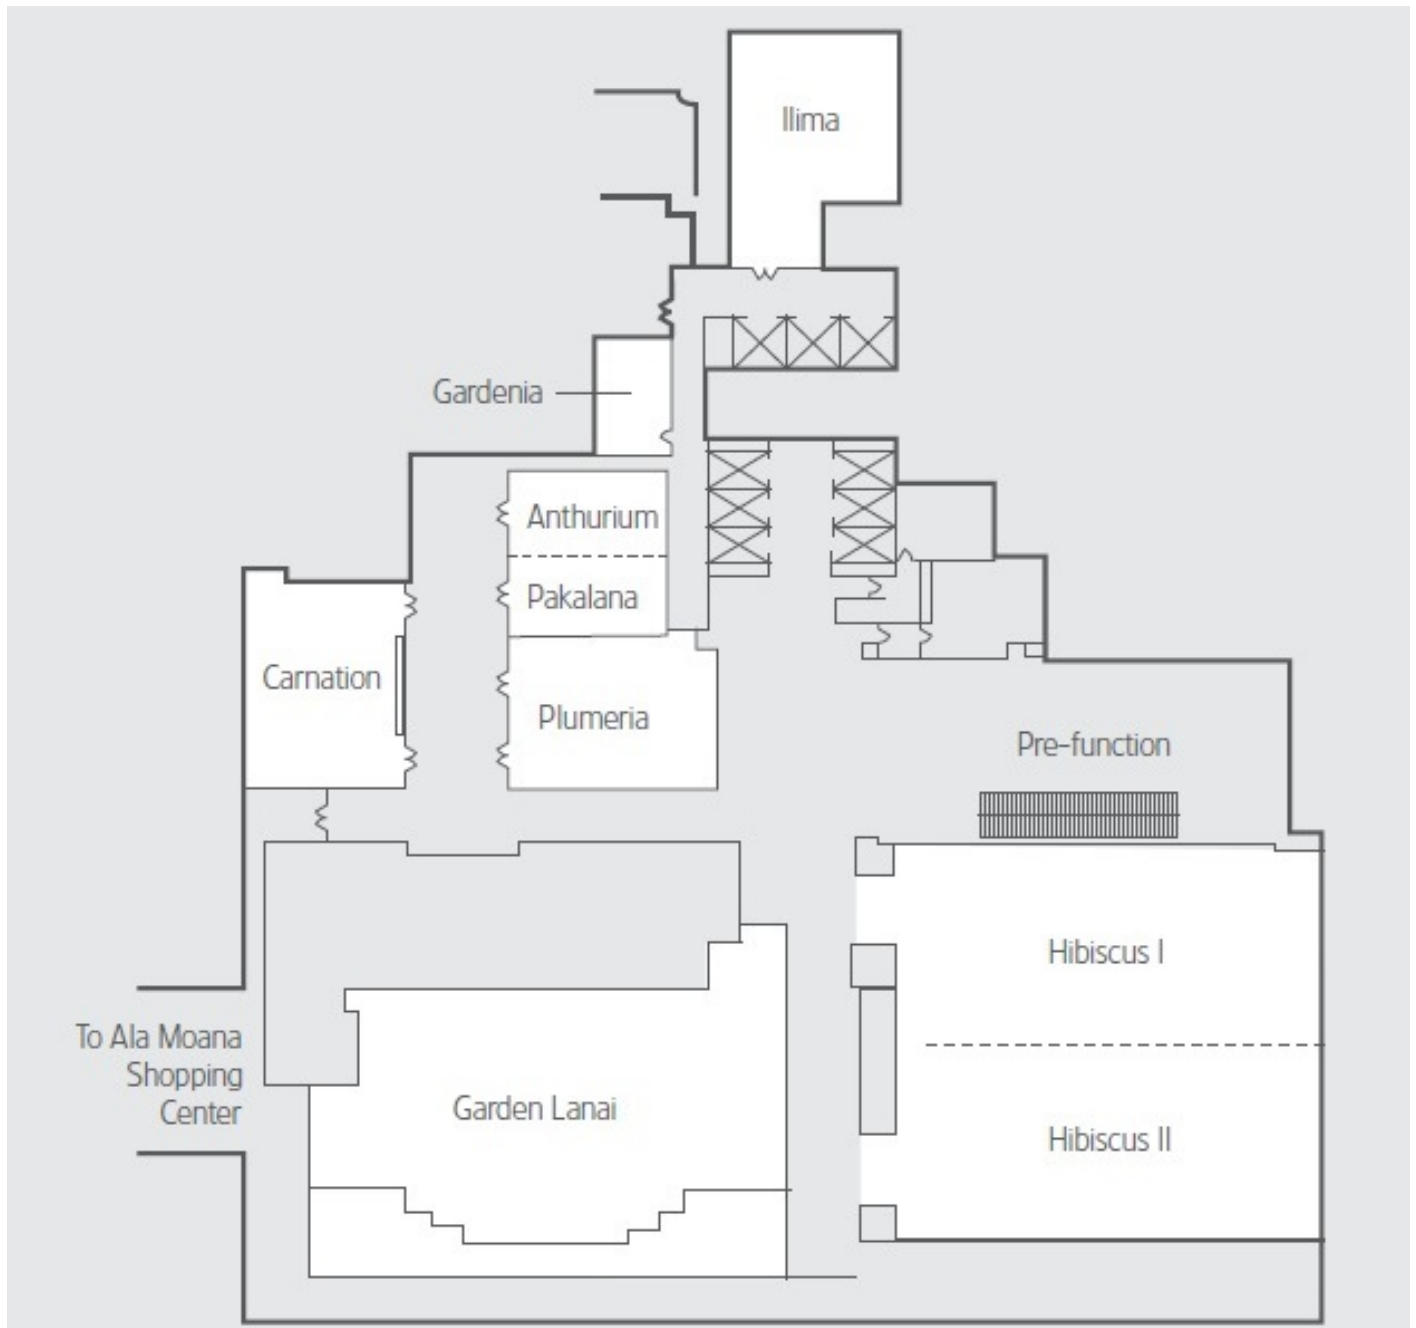 Ilima
Gardenia
Anthurium
Pakalana
Carnation
Plumeria
Pre-function
Hibiscus I
To Ala Moana
Shopping
Center
Garden Lanai
Hibiscus II